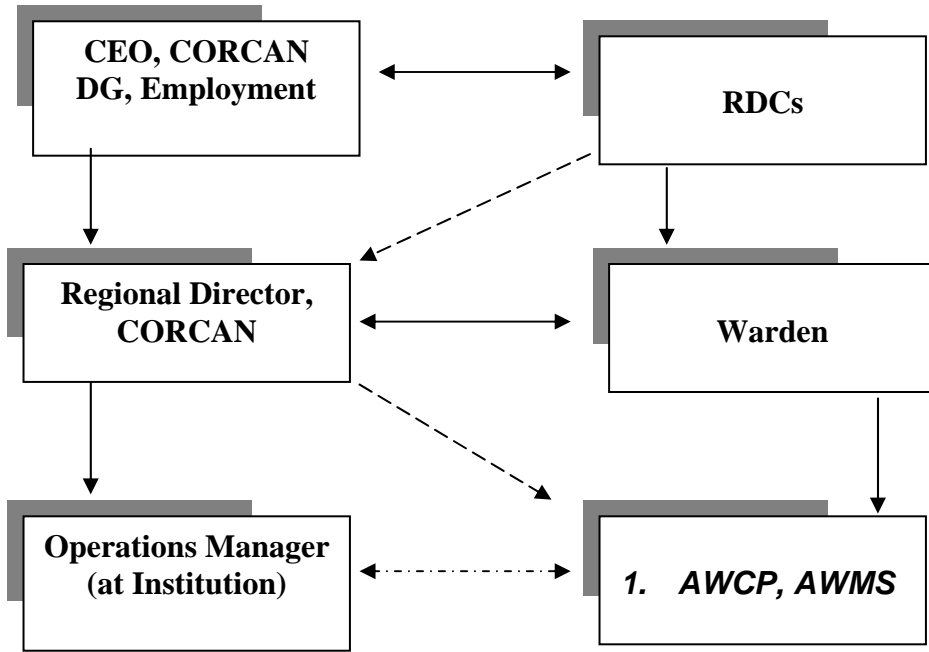 CEO, CORCAN
DG, Employment
RDCs
Regional Director,
CORCAN
Warden
Operations Manager
(at Institution)
1. AWCP, AWMS